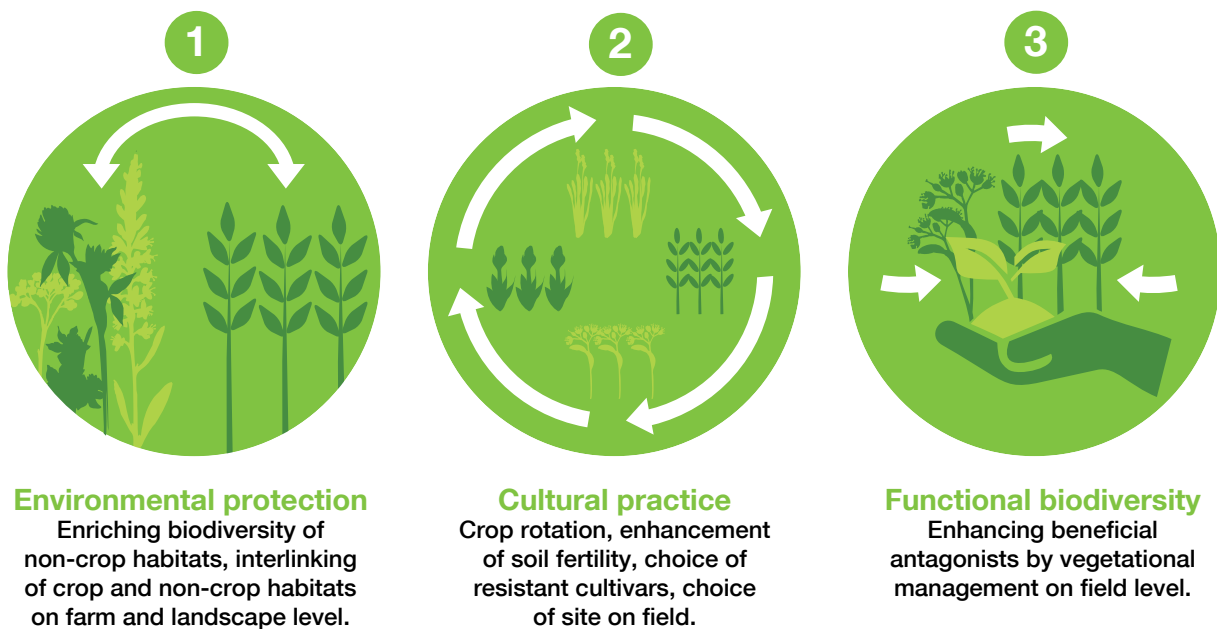 1
Environmental protection
Enriching biodiversity of
non-crop habitats, interlinking
of crop and non-crop habitats
on farm and landscape level.
2
Cultural practice
Crop rotation, enhancement
of soil fertility, choice of
resistant cultivars, choice
of site on field.
3
Functional biodiversity
Enhancing beneficial
antagonists by vegetational
management on field level.